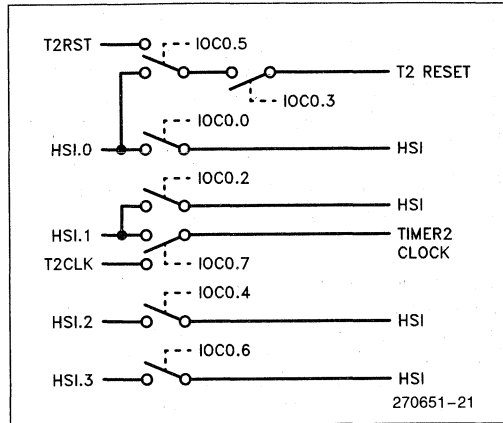 T2RST
IOC0.5
T2 RESET
IOC0.3
IOC0.0
HSI.0
HSI
IOC0.2
HSI
HSI.1
TIMER2
CLOCK
T2CLK
IOC0.7
IOC0.4
HSI.2
HSI
IOC0.6
HSI.3
HSI
270651-21